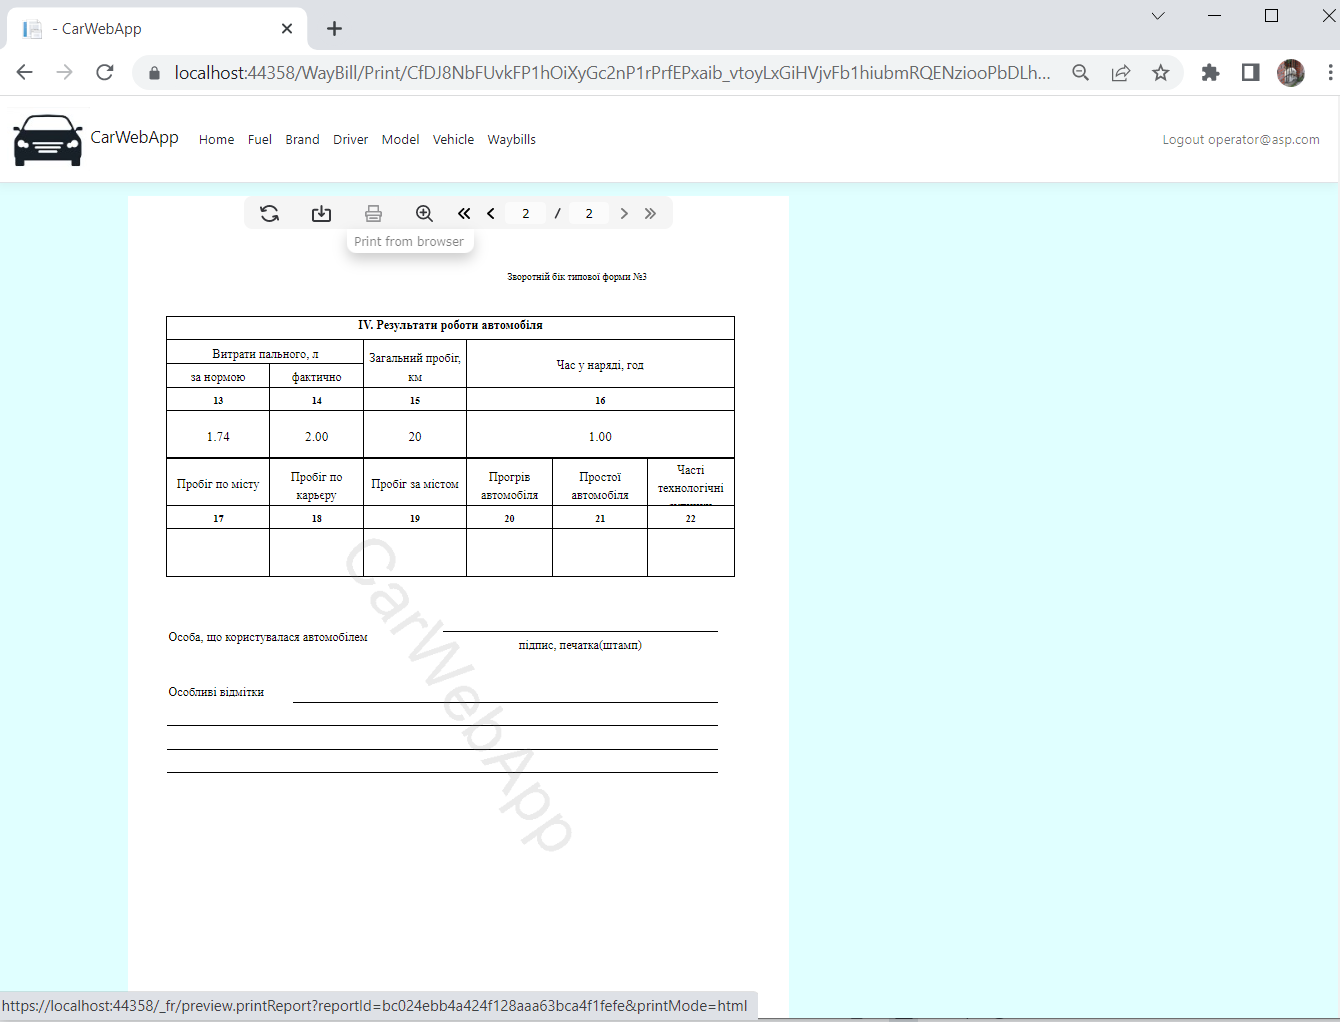 - CarWebApp
localhost:44358/WayBill/Print/CfDJ8NbFUvkFP1hOiXyGc2nP1rPrfEPxaib_vtoyLxGiHVjvFb1hiubmRQENziooPbDLh...
CarWebApp Home Fuel Brand Driver Model Vehicle Waybills Logout operator@asp.com
2 / 2
Print from browser
Зворотній бік типової форми №3
IV. Результати роботи автомобіля
Витрати пального, л
Загальний пробіг, км
Час у наряді, год
за нормою фактично
13 14 15 16
1.74 2.00 20 1.00
Пробіг по місту
Пробіг по карьєру
Пробіг за містом
Прогрів автомобіля
Простої автомобіля
Часті технологічні
17 18 19 20 21 22
Особа, що користувалася автомобілем
підпис, печатка(штамп)
Особливі відмітки
CarWebApp
https://localhost:44358/_fr/preview.printReport?reportId=bc024ebb4a424f128aaa63bca4f1fefe&printMode=html